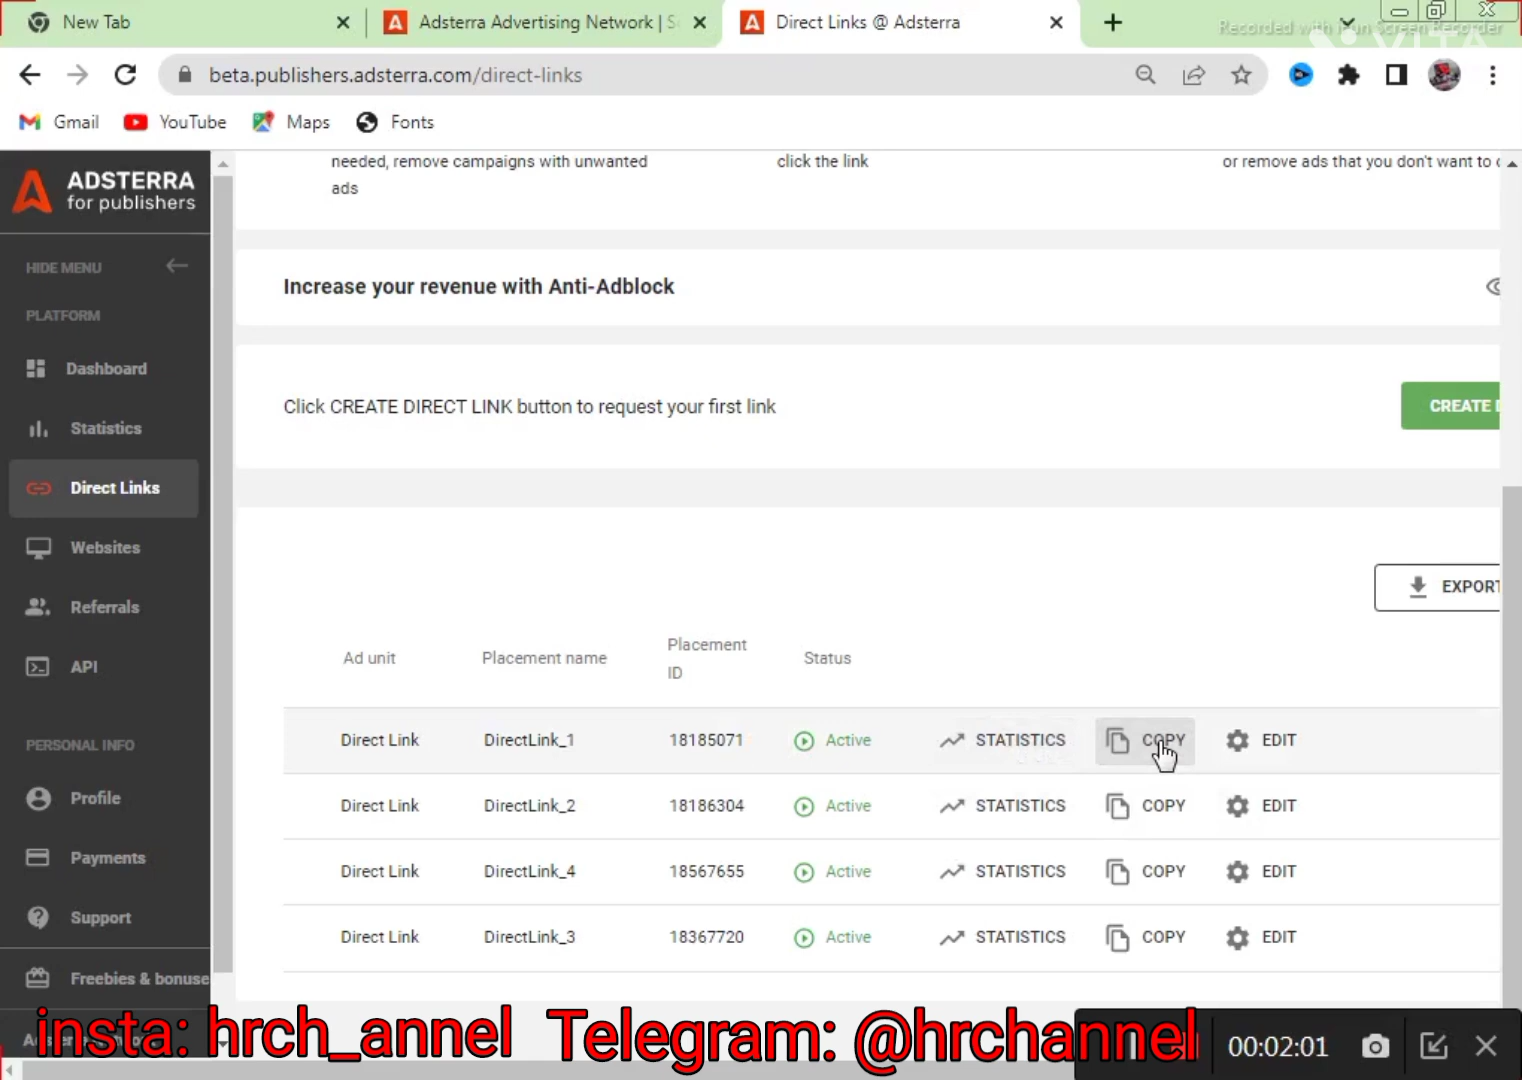 New Tab
Adsterra Advertising Network | S
Direct Links @ Adsterra
Recorded with iTun Screen Recorder
VITA
beta.publishers.adsterra.com/direct-links
Gmail
YouTube
Maps
Fonts
ADSTERRA
for publishers
HIDE MENU
PLATFORM
Dashboard
Statistics
Direct Links
Websites
Referrals
API
PERSONAL INFO
Profile
Payments
Support
Freebies & bonuse
needed, remove campaigns with unwanted
ads
click the link
or remove ads that you don't want to
Increase your revenue with Anti-Adblock
Click CREATE DIRECT LINK button to request your first link
CREATE
EXPORT
Ad unit Placement name Placement
ID Status
Direct Link DirectLink_1 18185071 Active STATISTICS COPY EDIT
Direct Link DirectLink_2 18186304 Active STATISTICS COPY EDIT
Direct Link DirectLink_4 18567655 Active STATISTICS COPY EDIT
Direct Link DirectLink_3 18367720 Active STATISTICS COPY EDIT
insta: hrch_annel Telegram: @hrchannel
00:02:01